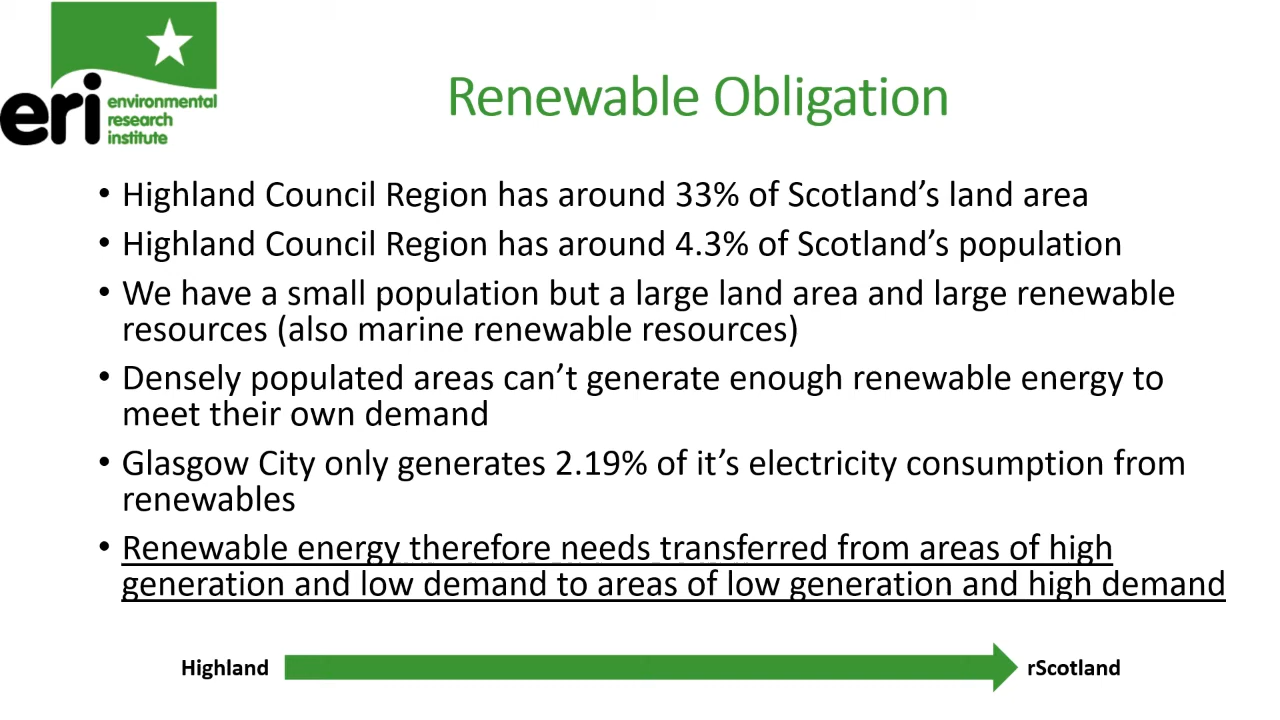 eri environmental
research
institute
Renewable Obligation
• Highland Council Region has around 33% of Scotland’s land area
• Highland Council Region has around 4.3% of Scotland’s population
• We have a small population but a large land area and large renewable
resources (also marine renewable resources)
• Densely populated areas can’t generate enough renewable energy to
meet their own demand
• Glasgow City only generates 2.19% of it’s electricity consumption from
renewables
• Renewable energy therefore needs transferred from areas of high
generation and low demand to areas of low generation and high demand
Highland rScotland